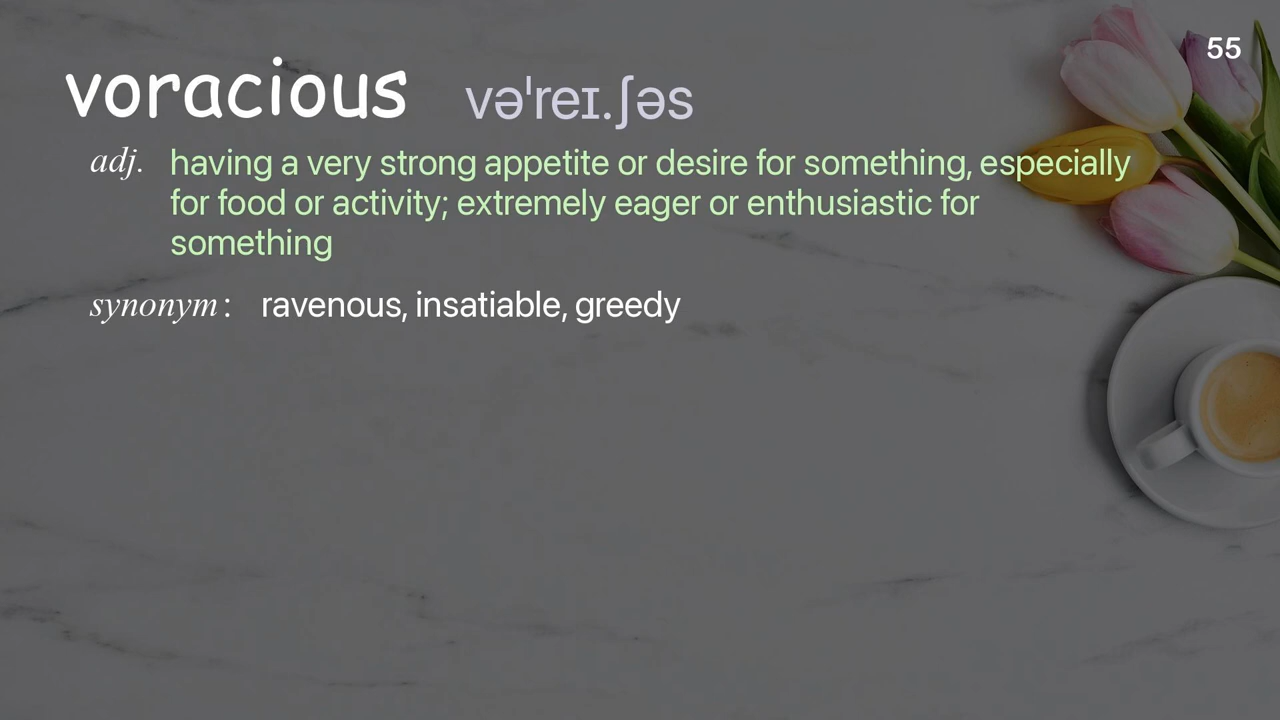 55
voracious vəˈreɪ.ʃəs
adj. having a very strong appetite or desire for something, especially
for food or activity; extremely eager or enthusiastic for
something
synonym: ravenous, insatiable, greedy